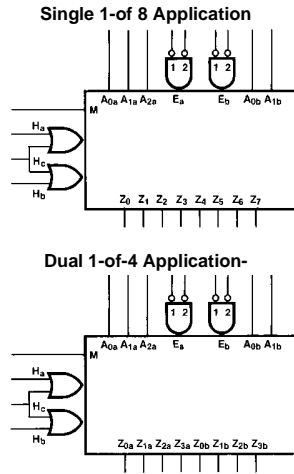 Single 1-of 8 Application
1 2 1 2
M A0a A1a A2a Ea Eb A0b A1b
Ha
Hc
Hb
Z0 Z1 Z2 Z3 Z4 Z5 Z6 Z7
Dual 1-of-4 Application-
1 2 1 2
A0a A1a A2a Ea Eb A0b A1b
M
Ha
Hc
Hb
Z0a Z1a Z2a Z3a Z0b Z1b Z2b Z3b